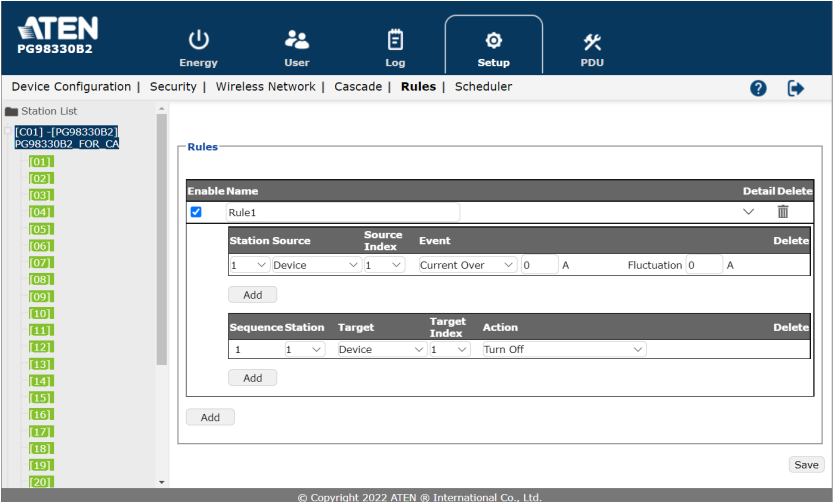 ATEN
PG98330B2
Energy
User
Log
Setup
PDU
Device Configuration | Security | Wireless Network | Cascade | Rules | Scheduler
?
Station List
[C01] -[PG98330B2]
PG98330B2_FOR_CA
[01]
[02]
[03]
[04]
[05]
[06]
[07]
[08]
[09]
[10]
[11]
[12]
[13]
[14]
[15]
[16]
[17]
[18]
[19]
[20]
Rules
Enable Name Detail Delete
Rule1
Station Source Source Index Event Delete
1 Device 1 Current Over 0 A Fluctuation 0 A
Add
Sequence Station Target Target Index Action Delete
1 1 Device 1 Turn Off
Add
Add
Save
© Copyright 2022 ATEN ® International Co., Ltd.